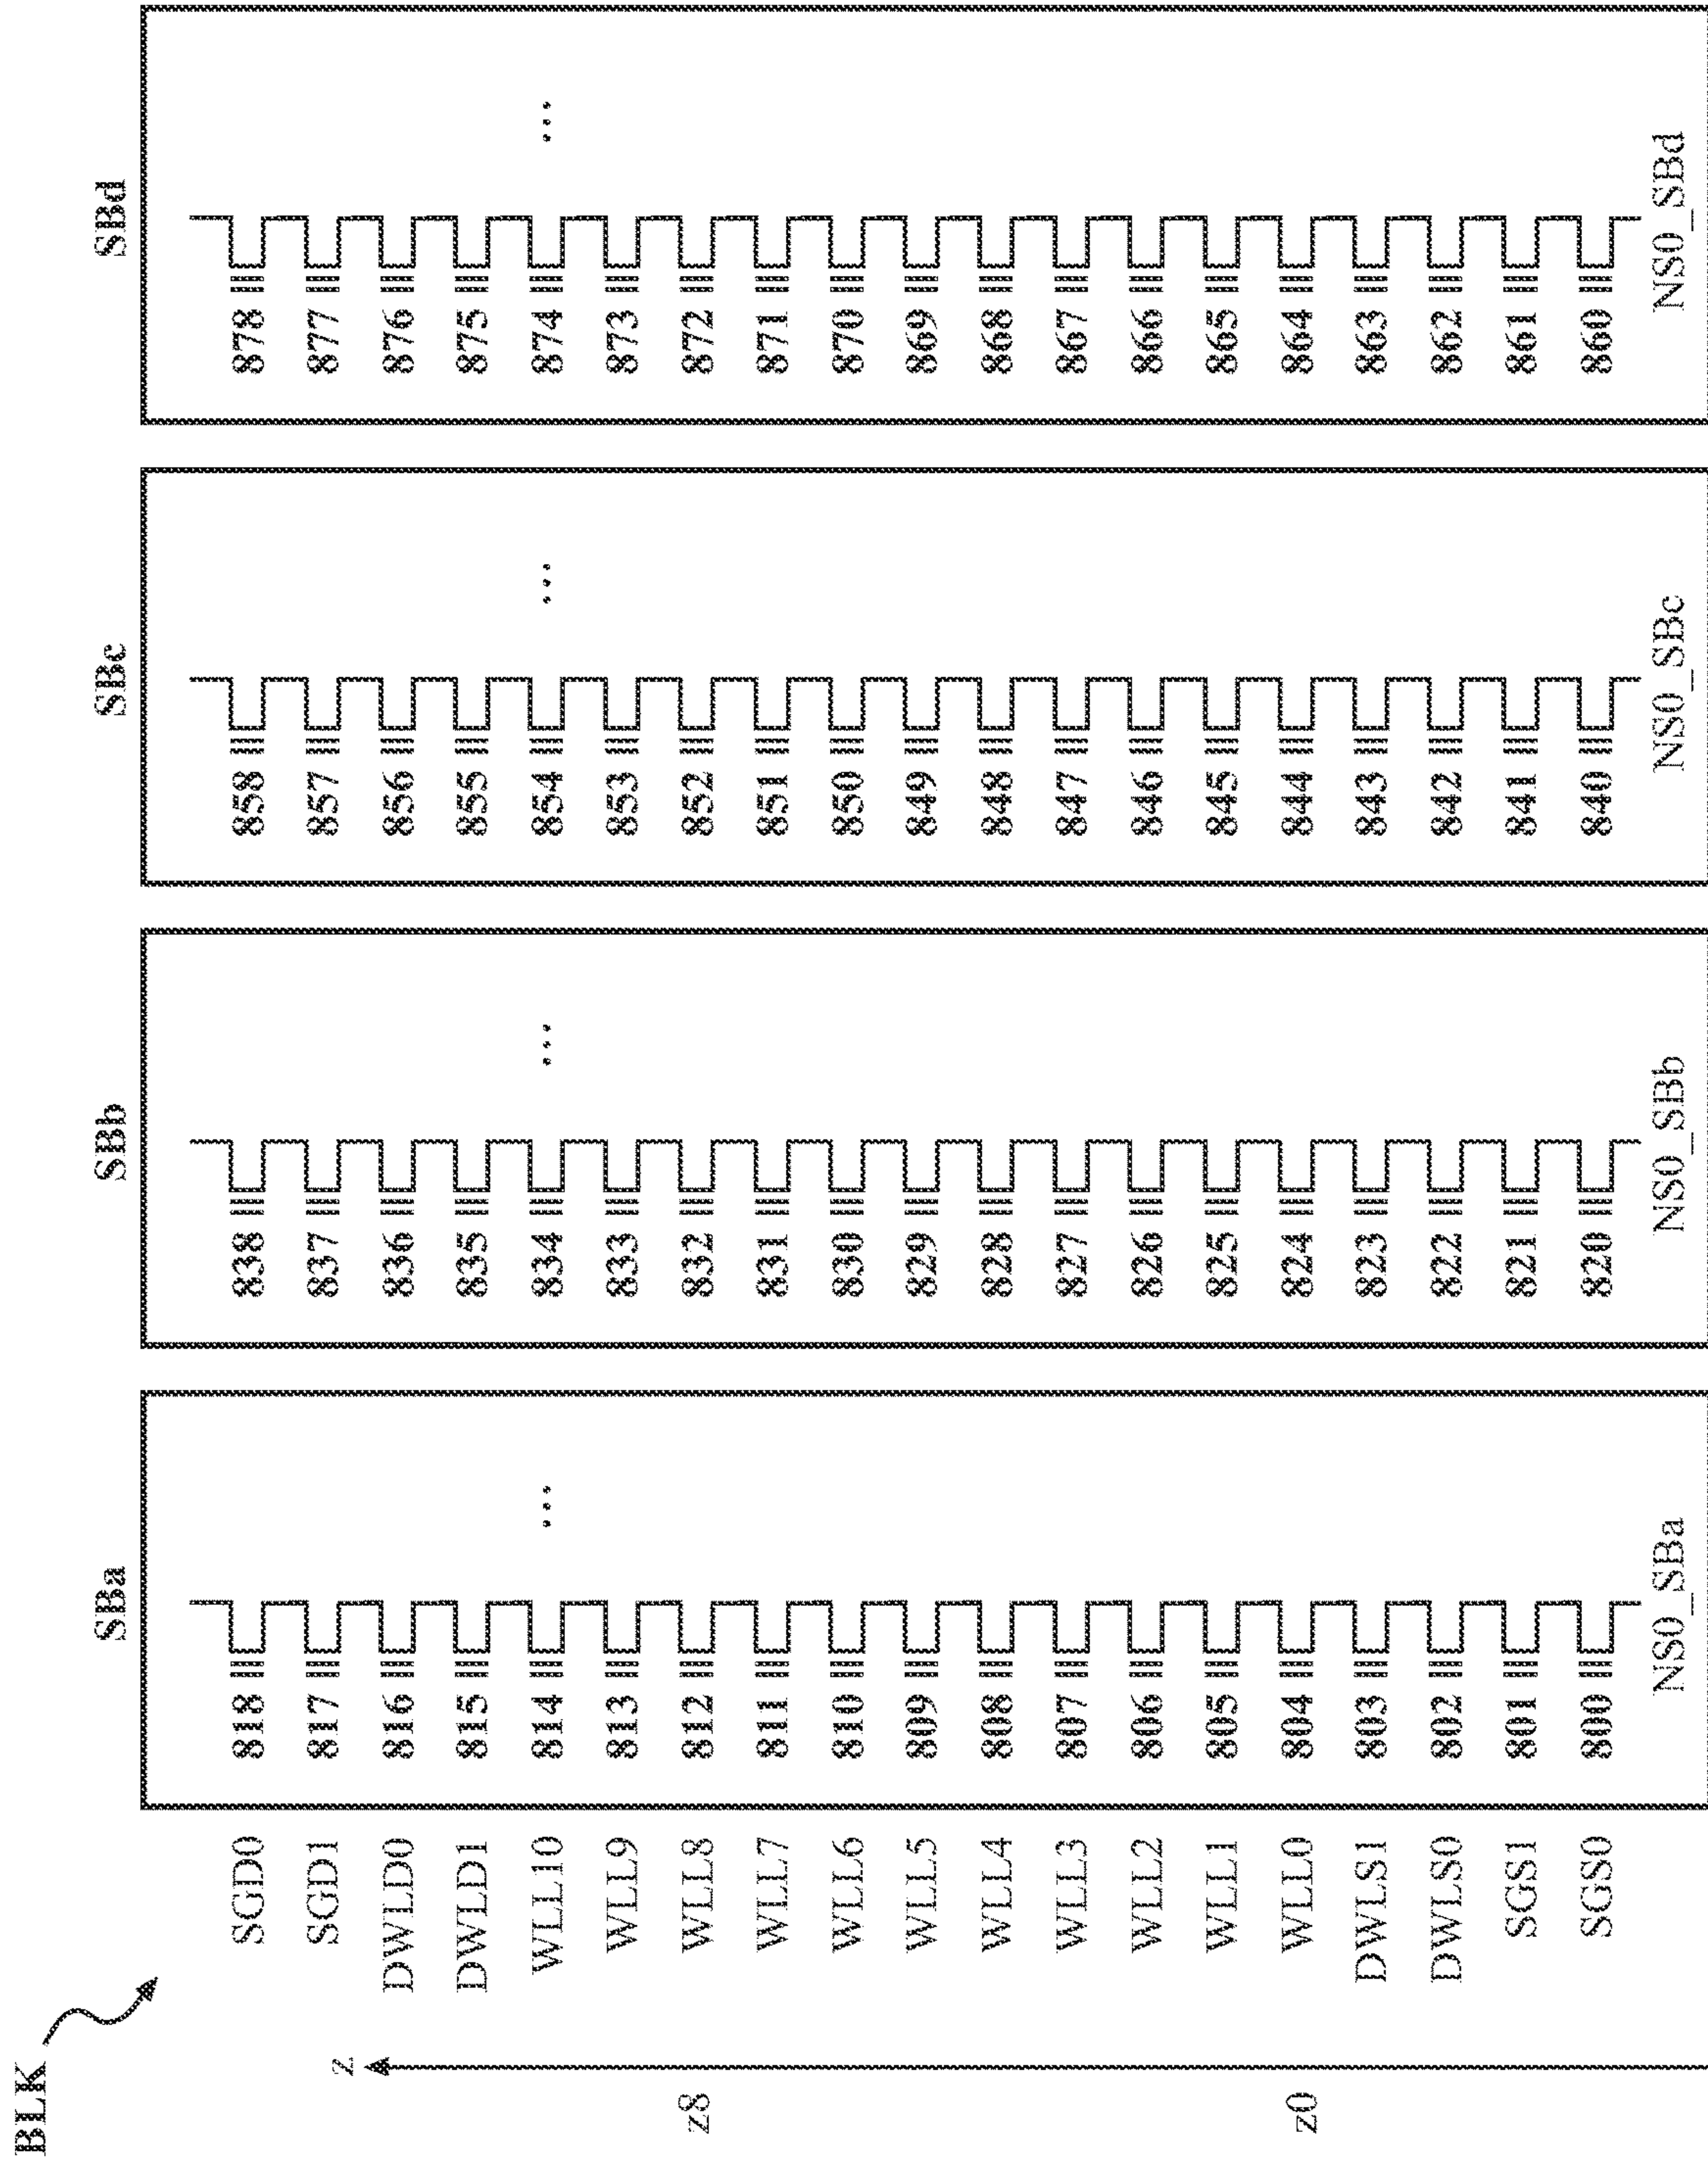 BLK
SBa SBb SBc SBd
SGD0 818 838 858 878
SGD1 817 837 857 877
z
DWLD0 816 836 856 876
DWLD1 815 835 855 875
WLL10 814 ... 834 ... 854 ... 874 ...
WLL9 813 833 853 873
z8 WLL8 812 832 852 872
WLL7 811 831 851 871
WLL6 810 830 850 870
WLL5 809 829 849 869
WLL4 808 828 848 868
WLL3 807 827 847 867
WLL2 806 826 846 866
WLL1 805 825 845 865
z0 WLL0 804 824 844 864
DWLS1 803 823 843 863
DWLS0 802 822 842 862
SGS1 801 821 841 861
SGS0 800 820 840 860
NS0_SBa NS0_SBb NS0_SBc NS0_SBd